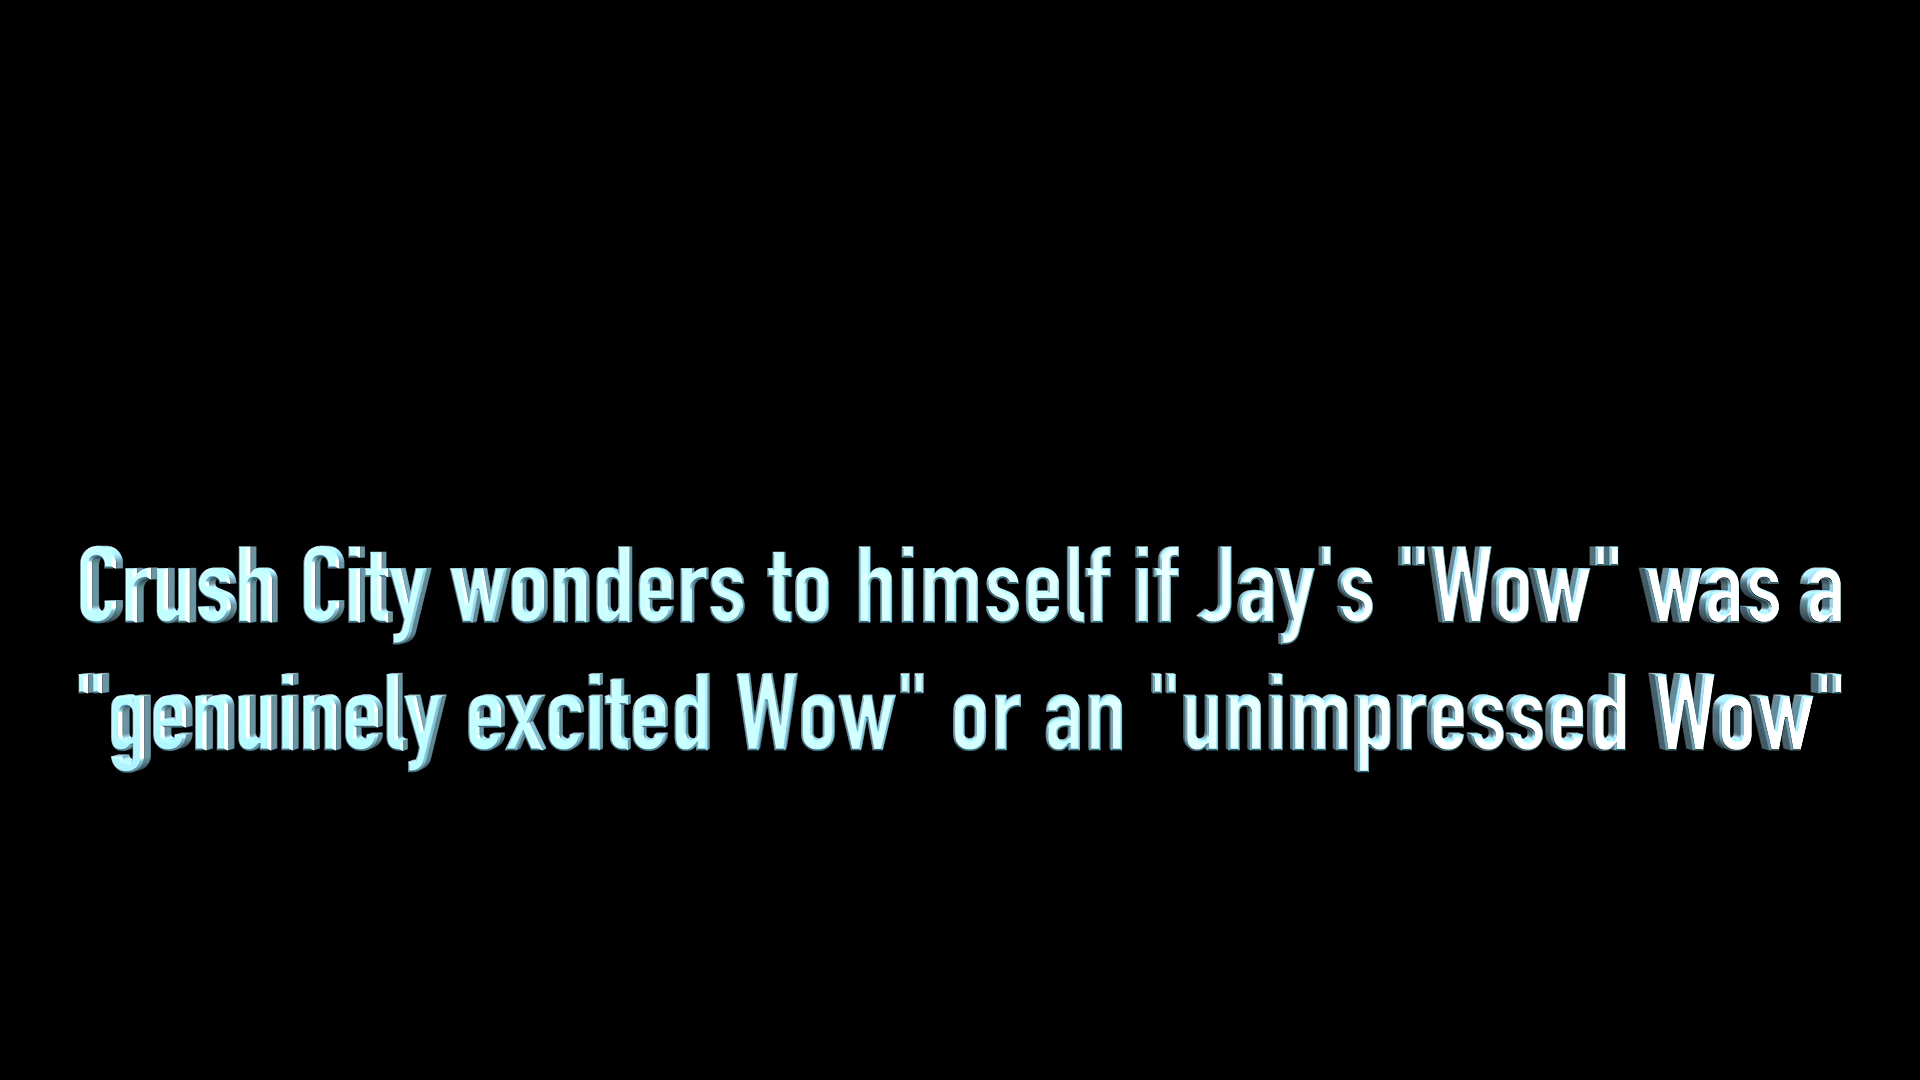 Crush City wonders to himself if Jay's "Wow" was a
"genuinely excited Wow" or an "unimpressed Wow"